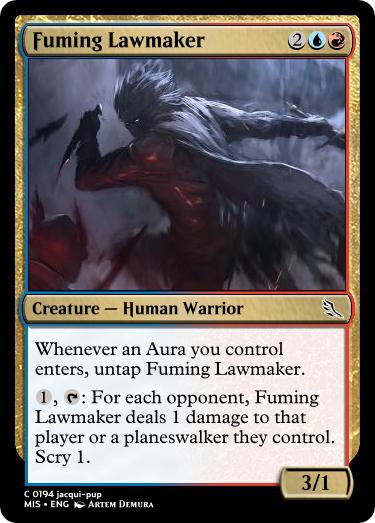 Fuming Lawmaker 2
Creature — Human Warrior
Whenever an Aura you control
enters, untap Fuming Lawmaker.
1, : For each opponent, Fuming
Lawmaker deals 1 damage to that
player or a planeswalker they control.
Scry 1.
3/1
C 0194 jacqui-pup
MIS • ENG Artem Demura